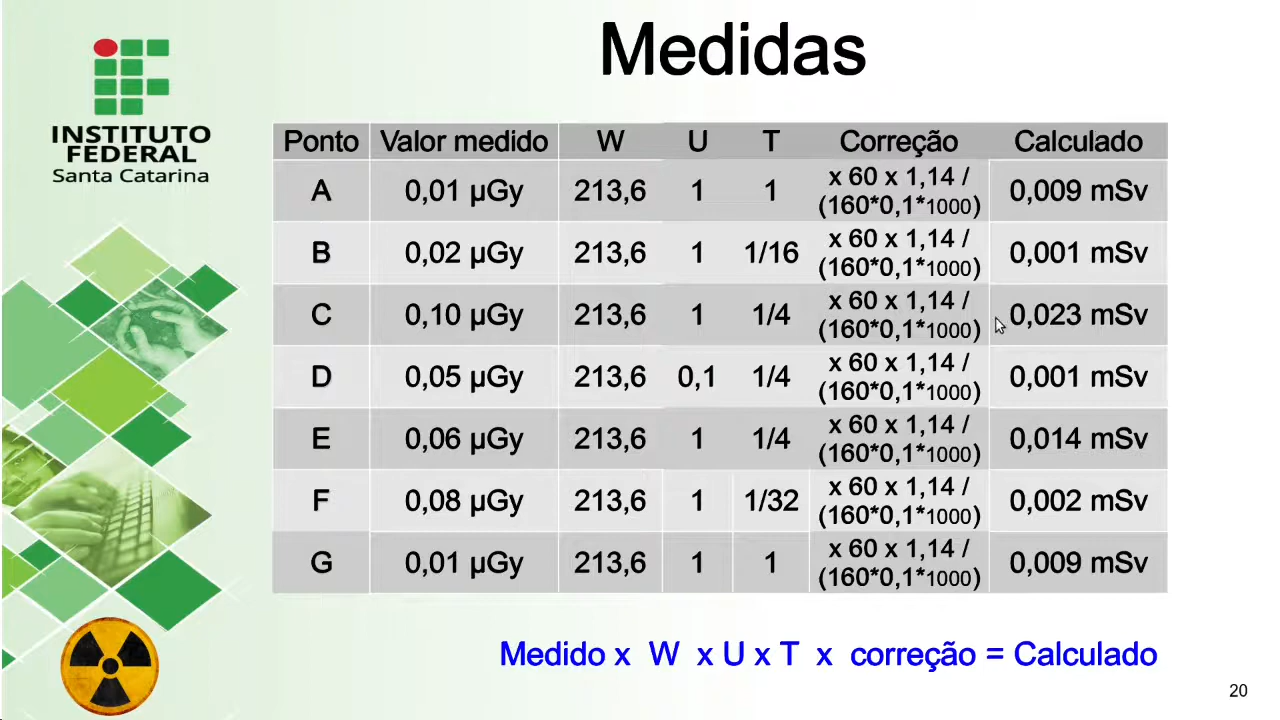 Medidas
INSTITUTO
FEDERAL
Santa Catarina
Ponto Valor medido W U T Correção Calculado
A 0,01 µGy 213,6 1 1 x 60 x 1,14 / (160*0,1*1000) 0,009 mSv
B 0,02 µGy 213,6 1 1/16 x 60 x 1,14 / (160*0,1*1000) 0,001 mSv
C 0,10 µGy 213,6 1 1/4 x 60 x 1,14 / (160*0,1*1000) 0,023 mSv
D 0,05 µGy 213,6 0,1 1/4 x 60 x 1,14 / (160*0,1*1000) 0,001 mSv
E 0,06 µGy 213,6 1 1/4 x 60 x 1,14 / (160*0,1*1000) 0,014 mSv
F 0,08 µGy 213,6 1 1/32 x 60 x 1,14 / (160*0,1*1000) 0,002 mSv
G 0,01 µGy 213,6 1 1 x 60 x 1,14 / (160*0,1*1000) 0,009 mSv
Medido x W x U x T x correção = Calculado
20